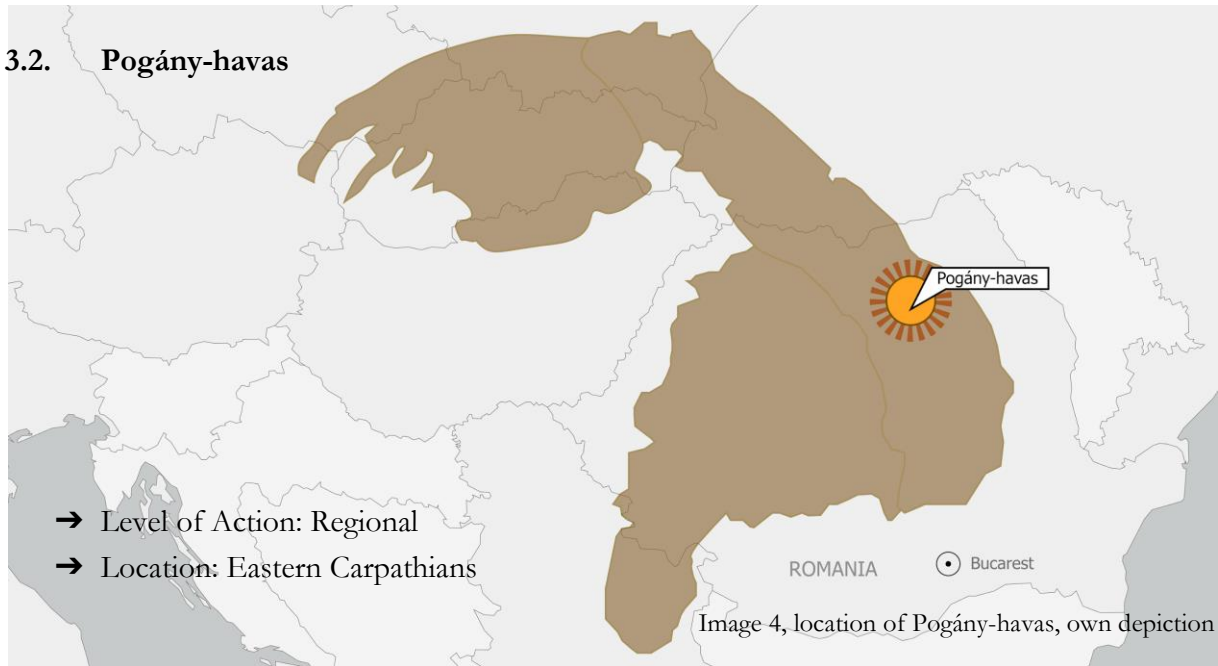 3.2. Pogány-havas
Pogány-havas
➔ Level of Action: Regional
➔ Location: Eastern Carpathians
ROMANIA
Bucarest
Image 4, location of Pogány-havas, own depiction